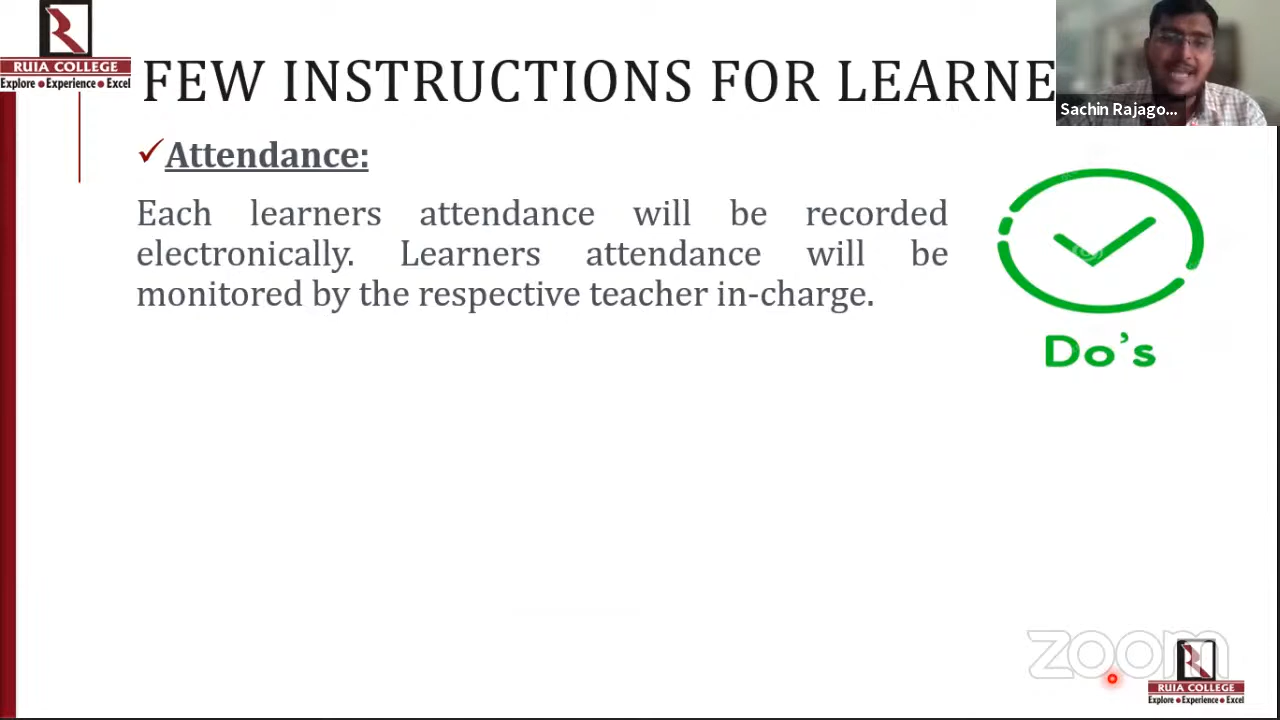 RUIA COLLEGE
Explore ● Experience ● Excel
FEW INSTRUCTIONS FOR LEARNE
Sachin Rajago...
✓Attendance:
Each learners attendance will be recorded
electronically. Learners attendance will be
monitored by the respective teacher in-charge.
Do's
zoom
RUIA COLLEGE
Explore ● Experience ● Excel